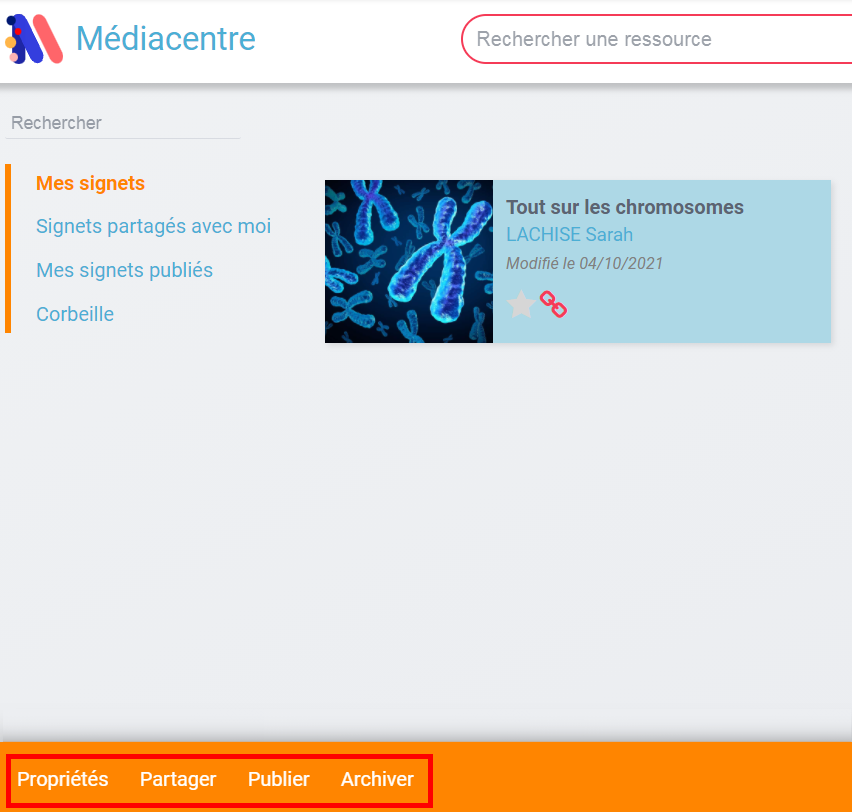 Médiacentre
Rechercher une ressource
Rechercher
Mes signets
Signets partagés avec moi
Mes signets publiés
Corbeille
Tout sur les chromosomes
LACHISE Sarah
Modifié le 04/10/2021
Propriétés Partager Publier Archiver